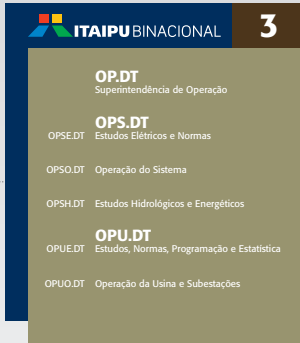 ITAIPU BINACIONAL 3
OP.DT
Superintendência de Operação
OPS.DT
OPSE.DT Estudos Elétricos e Normas
OPSO.DT Operação do Sistema
OPSH.DT Estudos Hidrológicos e Energéticos
OPU.DT
OPUE.DT Estudos, Normas, Programação e Estatística
OPUO.DT Operação da Usina e Subestações